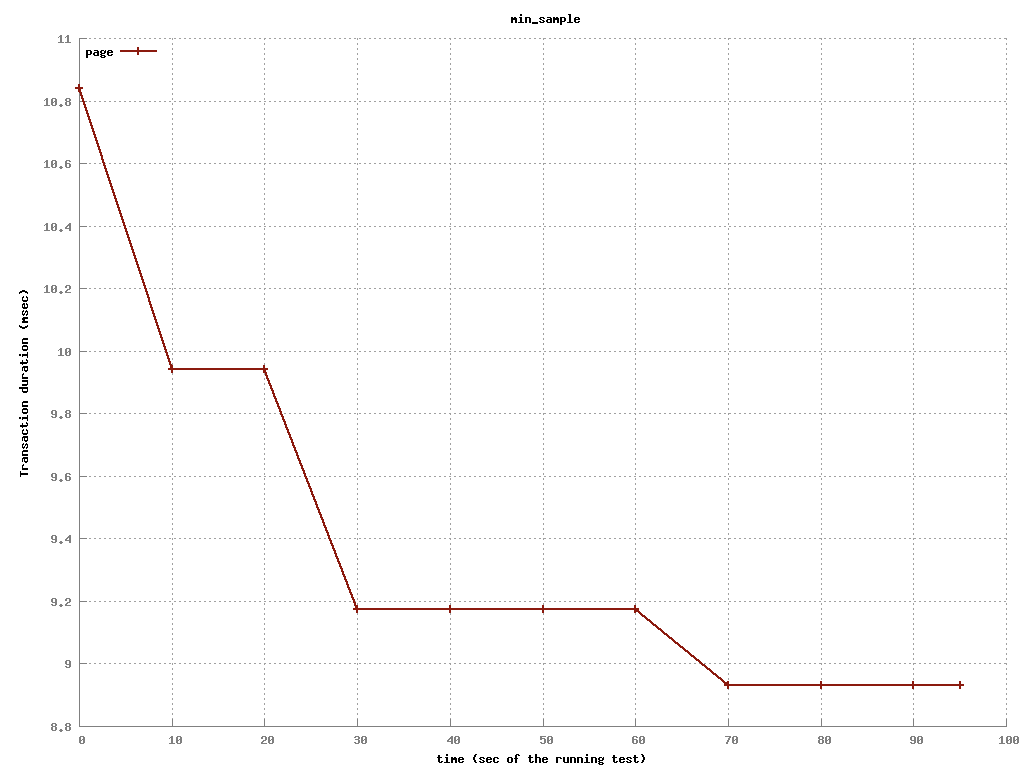 min_sample
page
11
10.8
10.6
10.4
10.2
10
9.8
9.6
9.4
9.2
9
8.8
Transaction duration (msec)
0 10 20 30 40 50 60 70 80 90 100
time (sec of the running test)